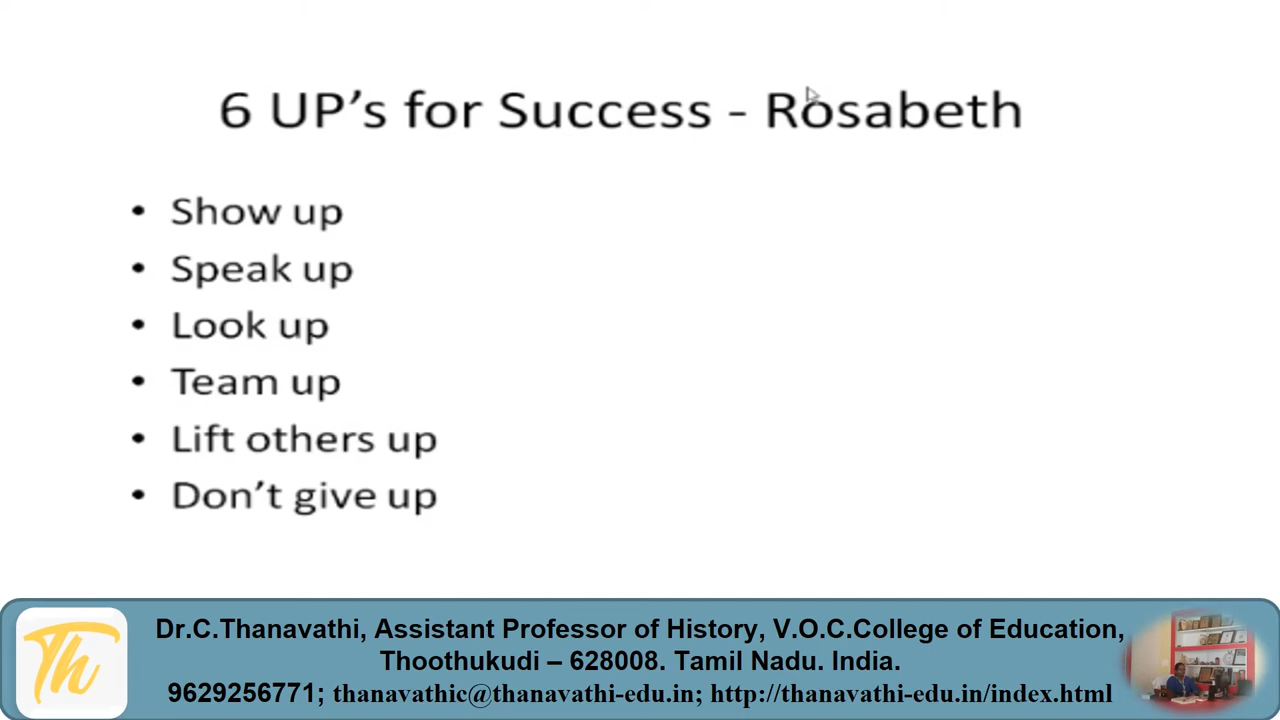 6 UP’s for Success - Rosabeth
• Show up
• Speak up
• Look up
• Team up
• Lift others up
• Don’t give up
Th
Dr.C.Thanavathi, Assistant Professor of History, V.O.C.College of Education,
Thoothukudi – 628008. Tamil Nadu. India.
9629256771; thanavathic@thanavathi-edu.in; http://thanavathi-edu.in/index.html